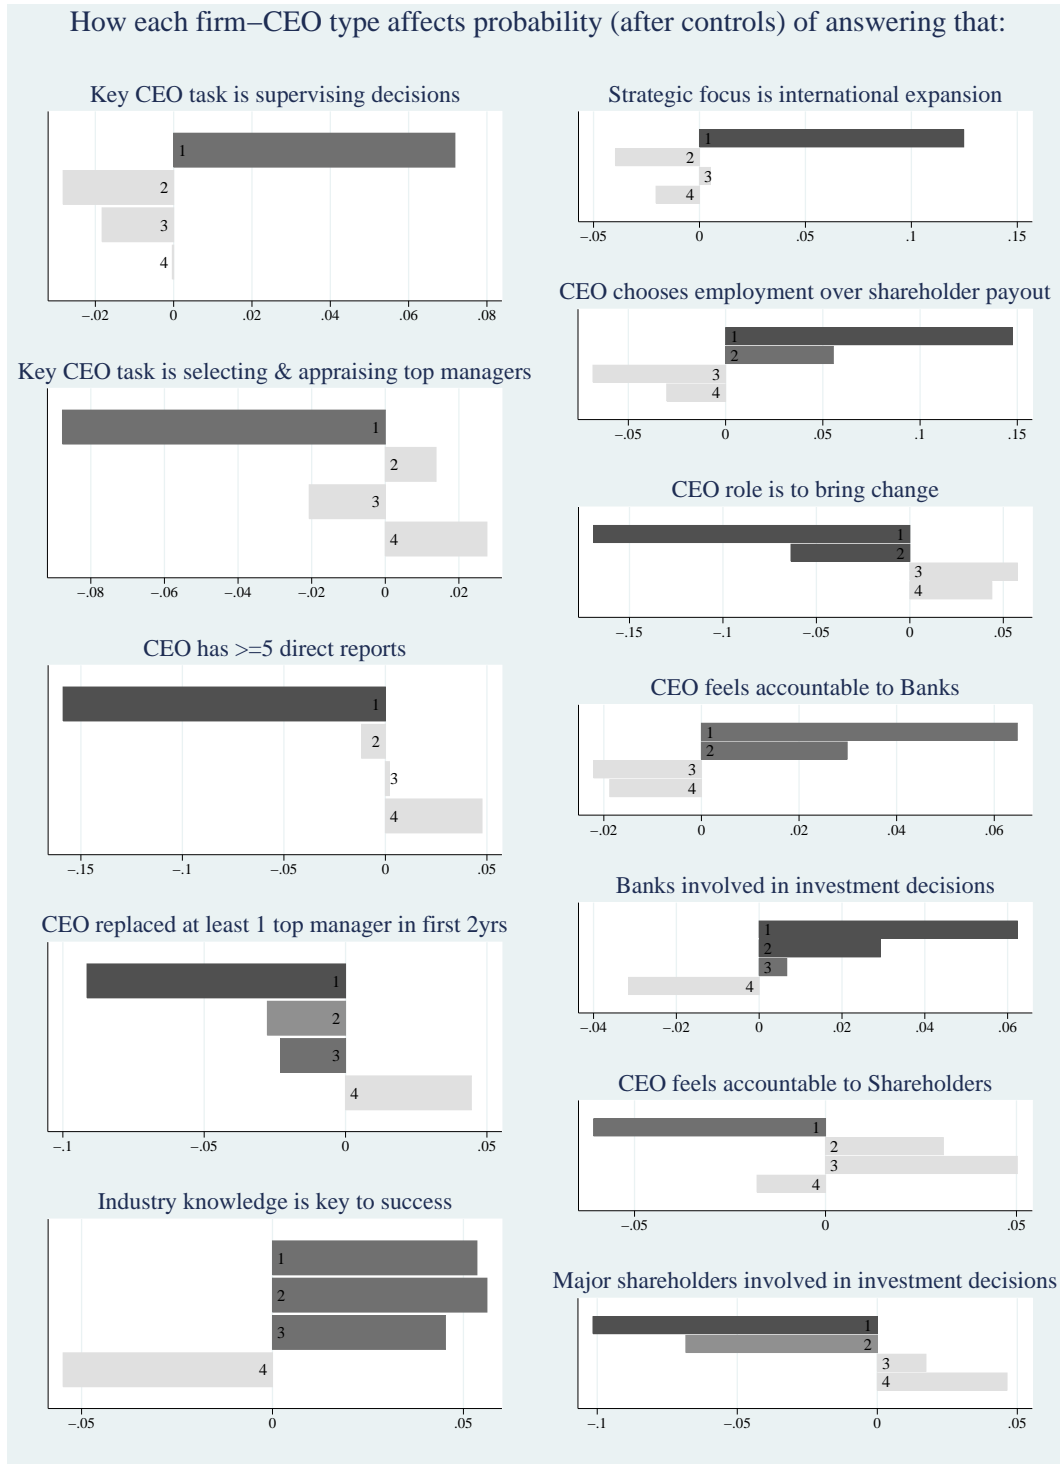 How each firm−CEO type affects probability (after controls) of answering that:
Key CEO task is supervising decisions
1
2
3
4
−.02 0 .02 .04 .06 .08
Key CEO task is selecting & appraising top managers
1
2
3
4
−.08 −.06 −.04 −.02 0 .02
CEO has >=5 direct reports
1
2
3
4
−.15 −.1 −.05 0 .05
CEO replaced at least 1 top manager in first 2yrs
1
2
3
4
−.1 −.05 0 .05
Industry knowledge is key to success
1
2
3
4
−.05 0 .05
Strategic focus is international expansion
1
2
3
4
−.05 0 .05 .1 .15
CEO chooses employment over shareholder payout
1
2
3
4
−.05 0 .05 .1 .15
CEO role is to bring change
1
2
3
4
−.15 −.1 −.05 0 .05
CEO feels accountable to Banks
1
2
3
4
−.02 0 .02 .04 .06
Banks involved in investment decisions
1
2
3
4
−.04 −.02 0 .02 .04 .06
CEO feels accountable to Shareholders
1
2
3
4
−.05 0 .05
Major shareholders involved in investment decisions
1
2
3
4
−.1 −.05 0 .05